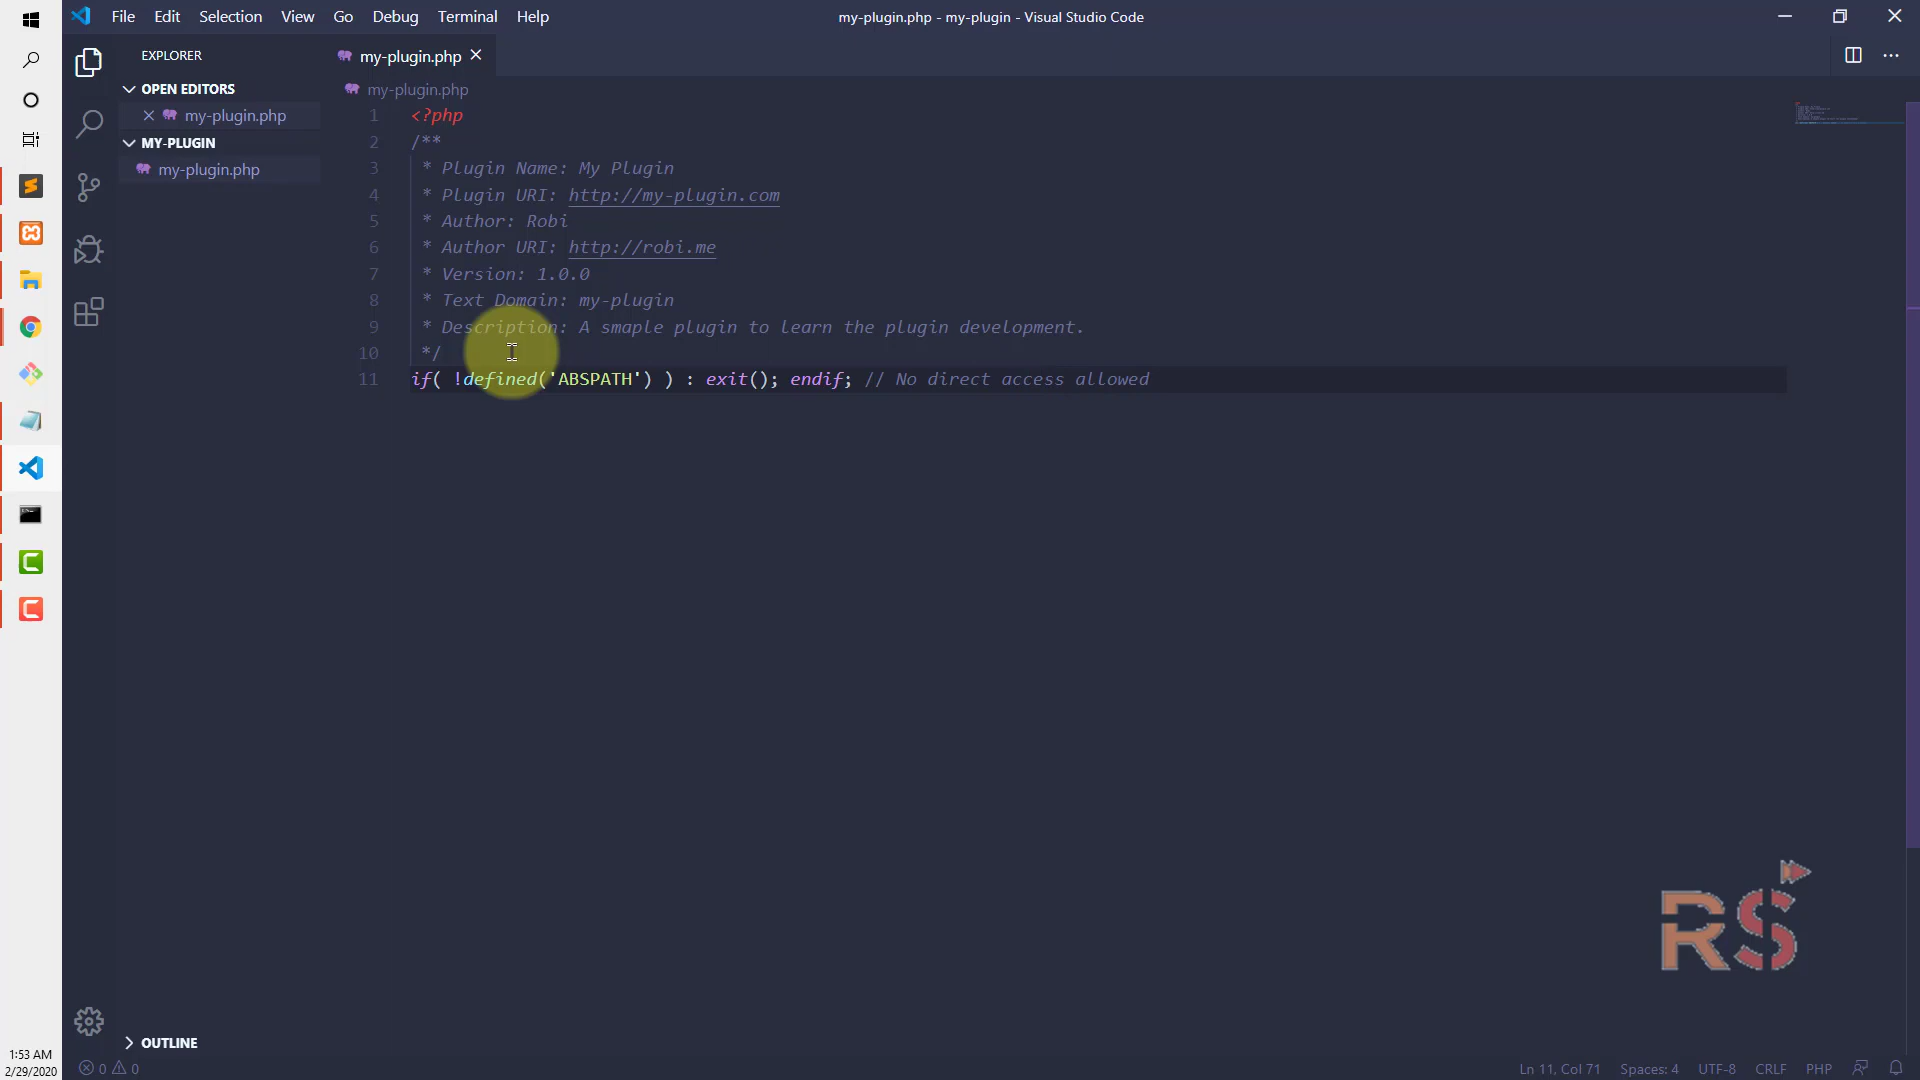 File Edit Selection View Go Debug Terminal Help
my-plugin.php - my-plugin - Visual Studio Code
EXPLORER
OPEN EDITORS
my-plugin.php
MY-PLUGIN
my-plugin.php
my-plugin.php
my-plugin.php
1 <?php
2 /**
3 * Plugin Name: My Plugin
4 * Plugin URI: http://my-plugin.com
5 * Author: Robi
6 * Author URI: http://robi.me
7 * Version: 1.0.0
8 * Text Domain: my-plugin
9 * Description: A smaple plugin to learn the plugin development.
10 */
11 if( !defined('ABSPATH') ) : exit(); endif; // No direct access allowed
RS
OUTLINE
1:53 AM
2/29/2020
0 0
Ln 11, Col 71 Spaces: 4 UTF-8 CRLF PHP